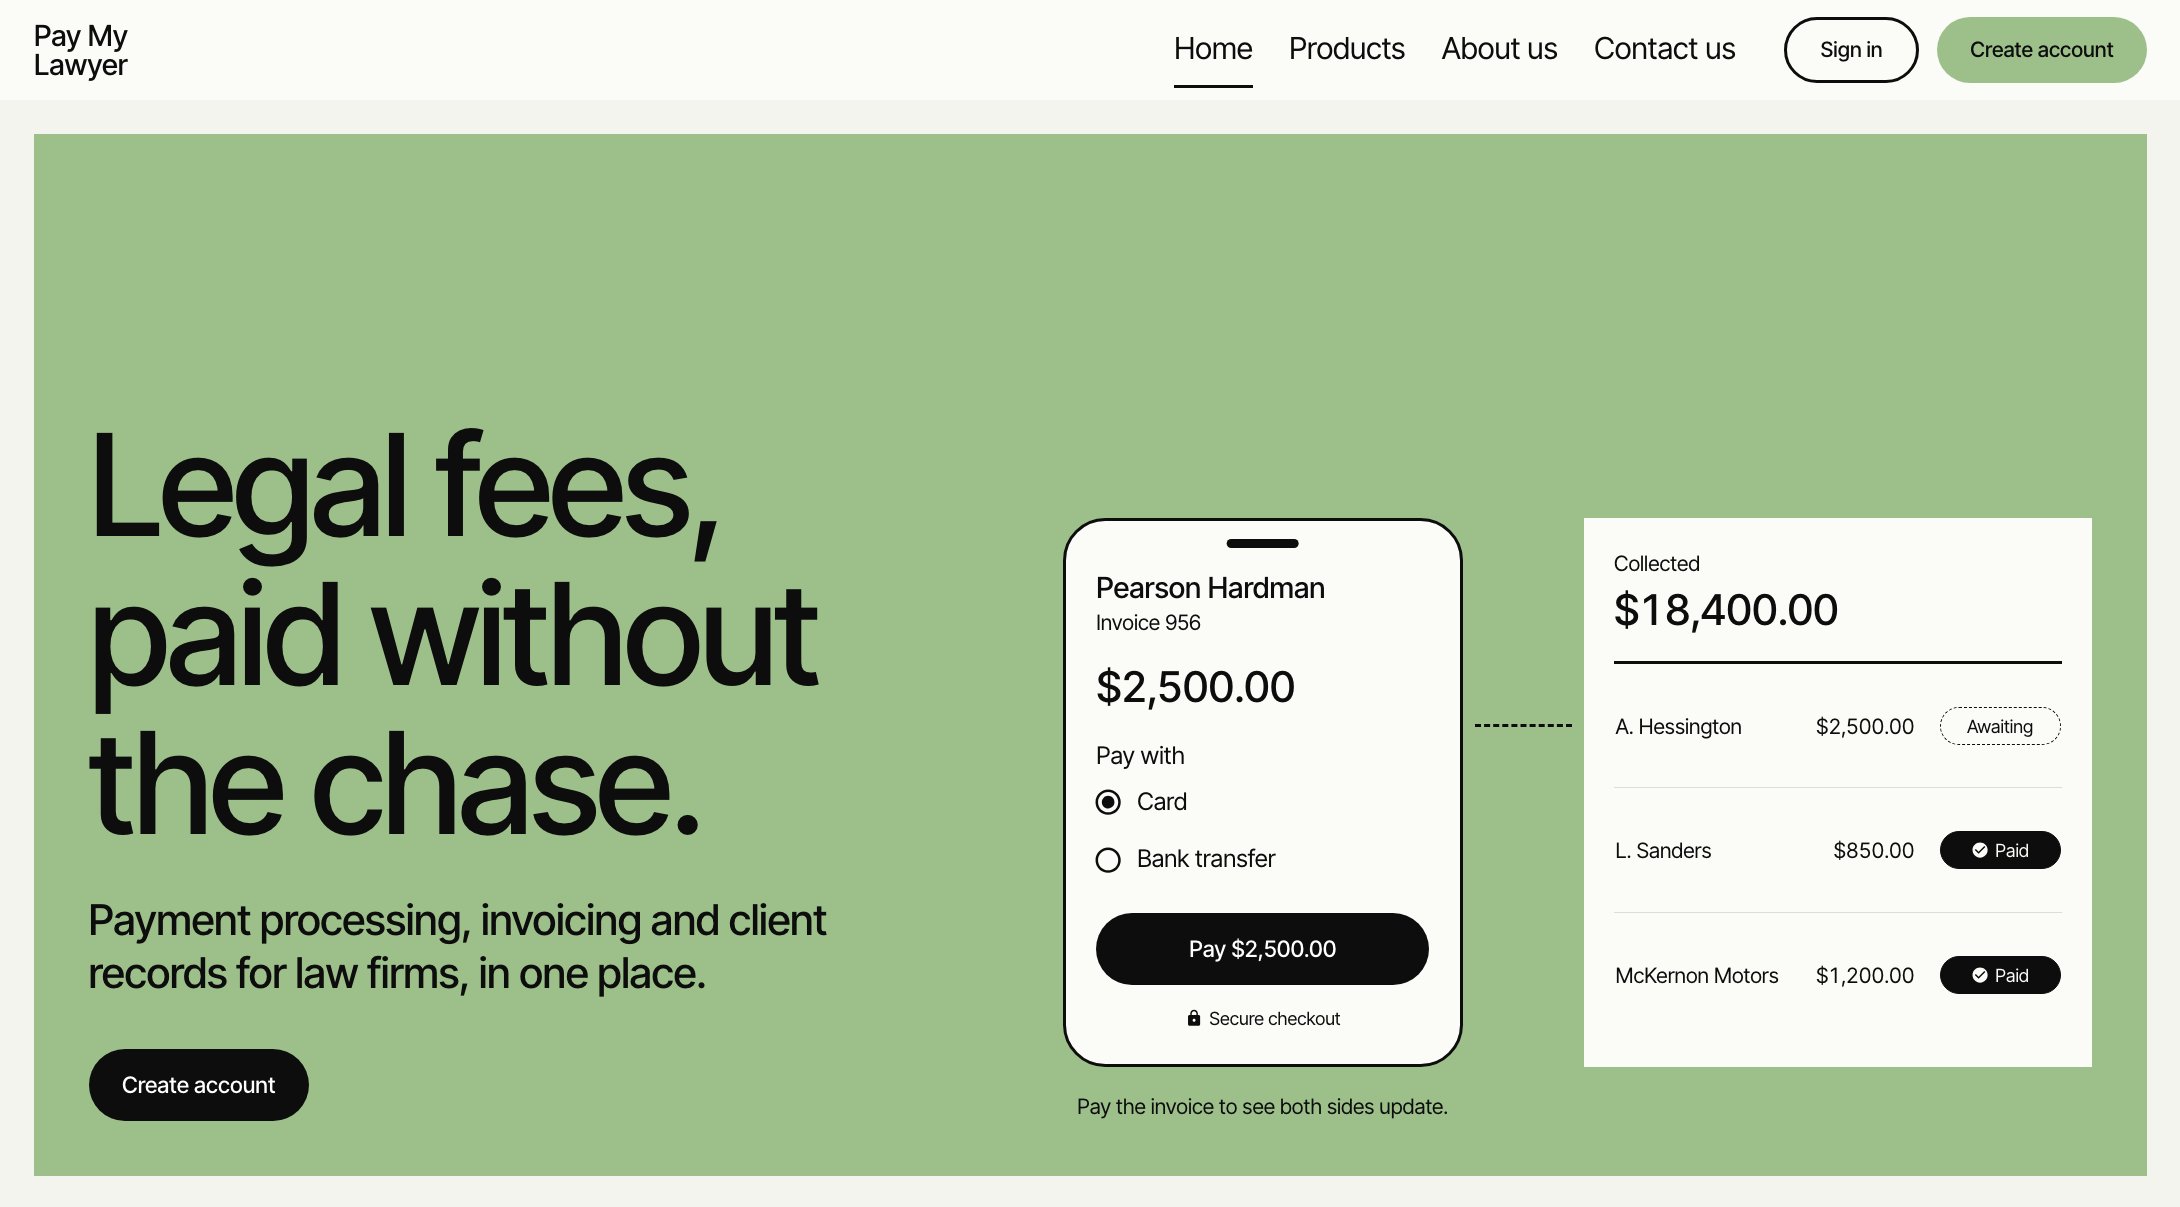 Pay My
Lawyer
Home
Products
About us
Contact us
Sign in
Create account
Legal fees,
paid without
the chase.
Payment processing, invoicing and client
records for law firms, in one place.
Create account
Pearson Hardman
Invoice 956
$2,500.00
Pay with
Card
Bank transfer
Pay $2,500.00
Secure checkout
Pay the invoice to see both sides update.
Collected
$18,400.00
A. Hessington $2,500.00 Awaiting
L. Sanders $850.00 Paid
McKernon Motors $1,200.00 Paid